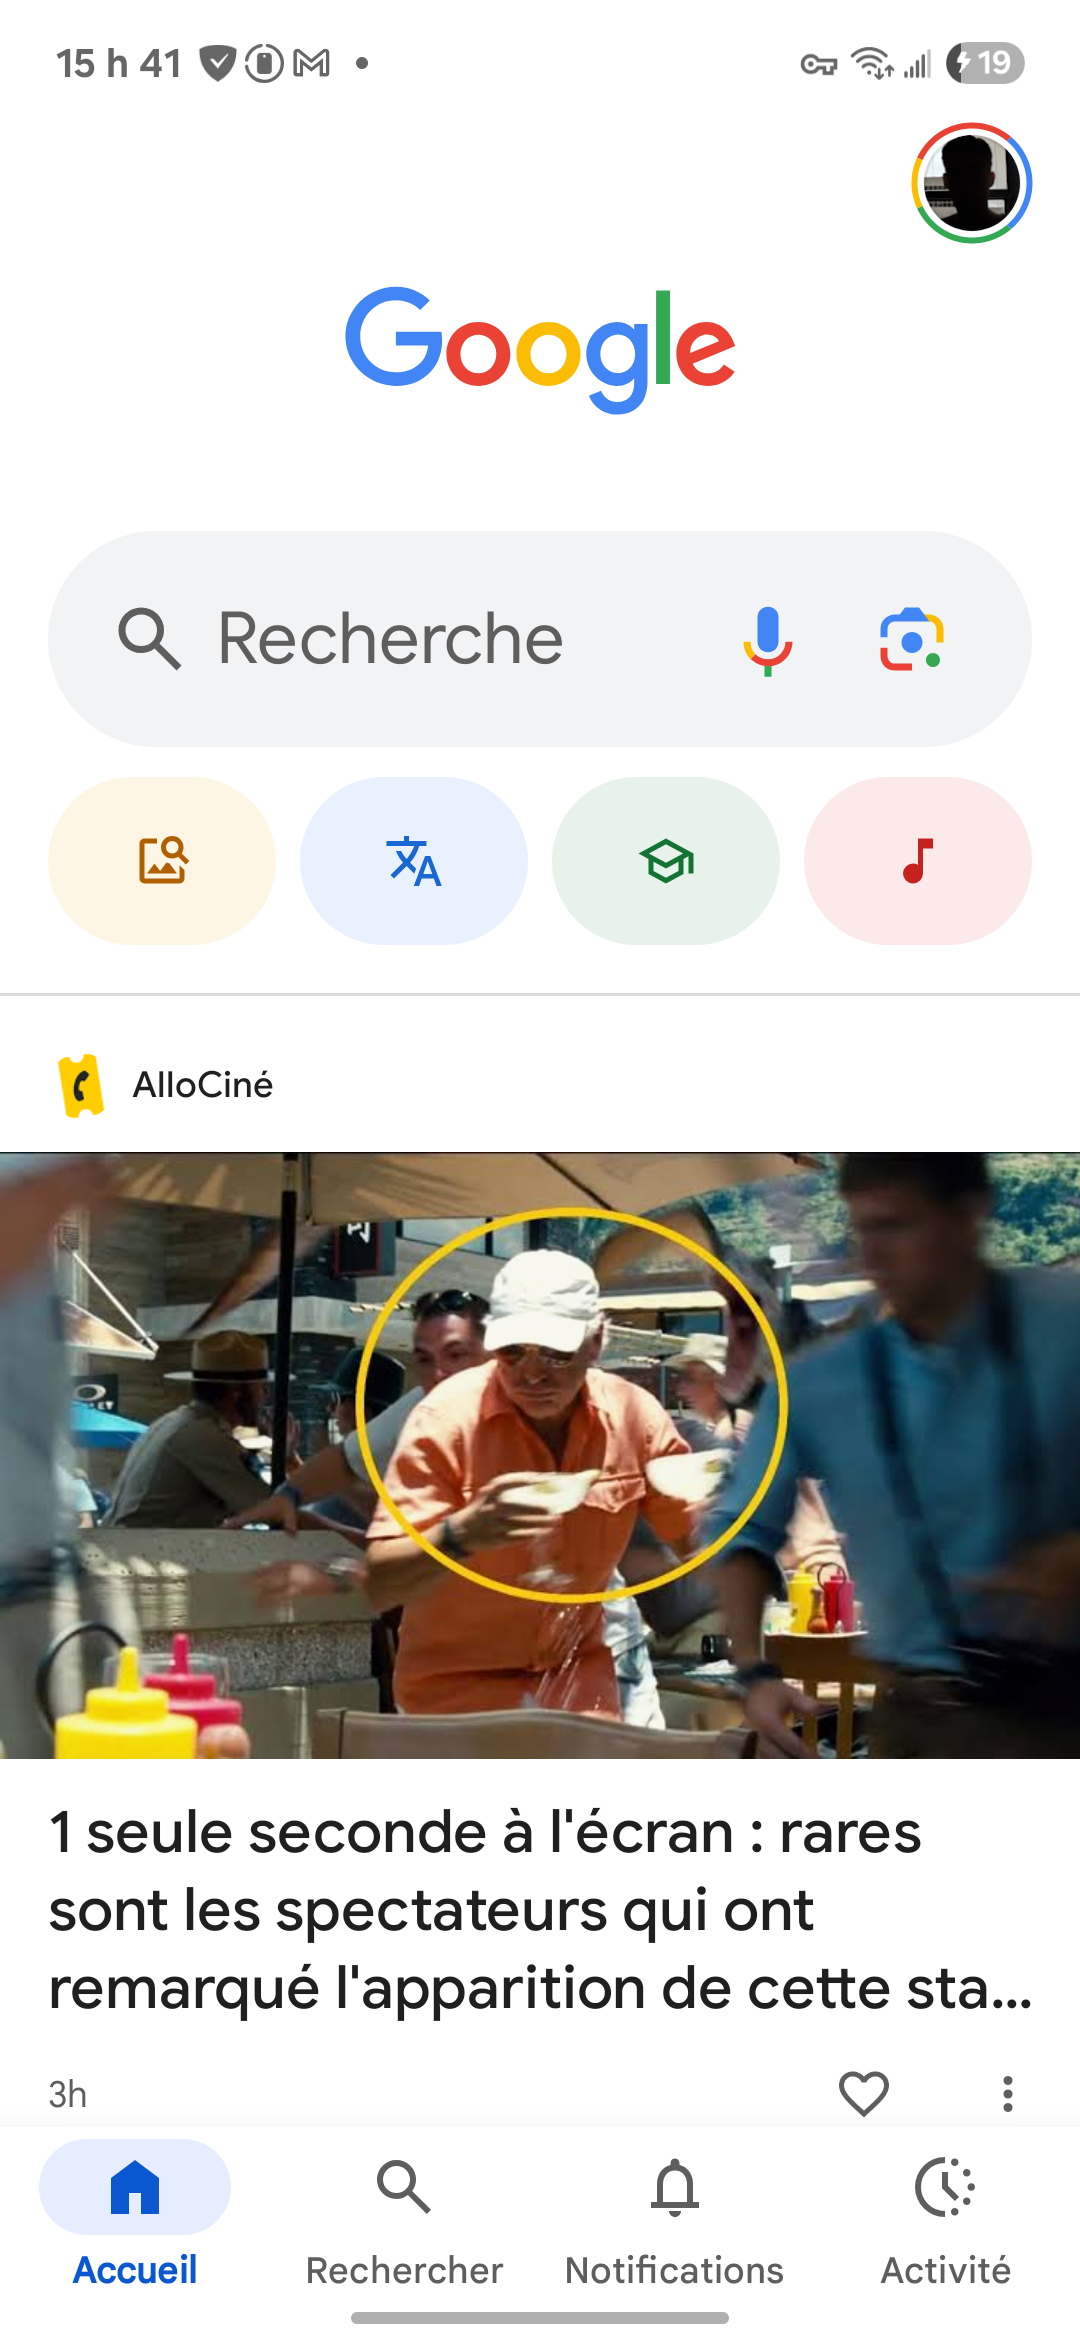 15 h 41
19
Google
Recherche
AlloCiné
1 seule seconde à l'écran : rares
sont les spectateurs qui ont
remarqué l'apparition de cette sta...
3h
Accueil
Rechercher
Notifications
Activité